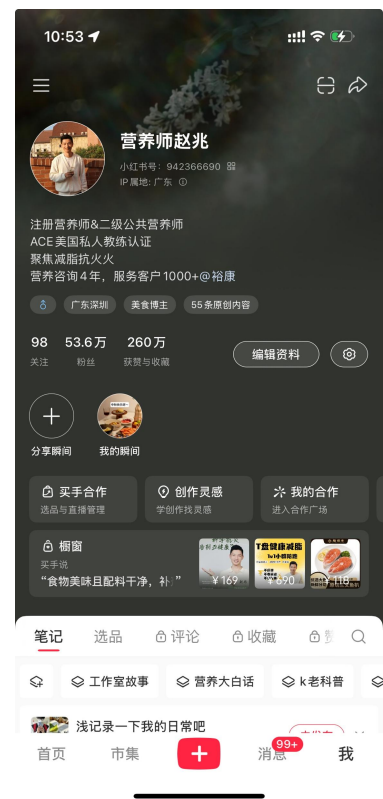 10:53
营养师赵兆
小红书号：942366690
IP属地：广东
注册营养师&二级公共营养师
ACE美国私人教练认证
聚焦减脂抗火火
营养咨询4年，服务客户1000+@裕康
广东深圳 美食博主 55条原创内容
98 53.6万 260万
关注 粉丝 获赞与收藏
编辑资料
分享瞬间 我的瞬间
买手合作 创作灵感 我的合作
选品与直播管理 学创作找灵感 进入合作广场
橱窗
买手说
“食物美味且配料干净，补”
¥169 ¥690 ¥118
笔记 选品 评论 收藏
工作室故事 营养大白话 k老科普
浅记录一下我的日常吧
首页 市集 消息 99+ 我